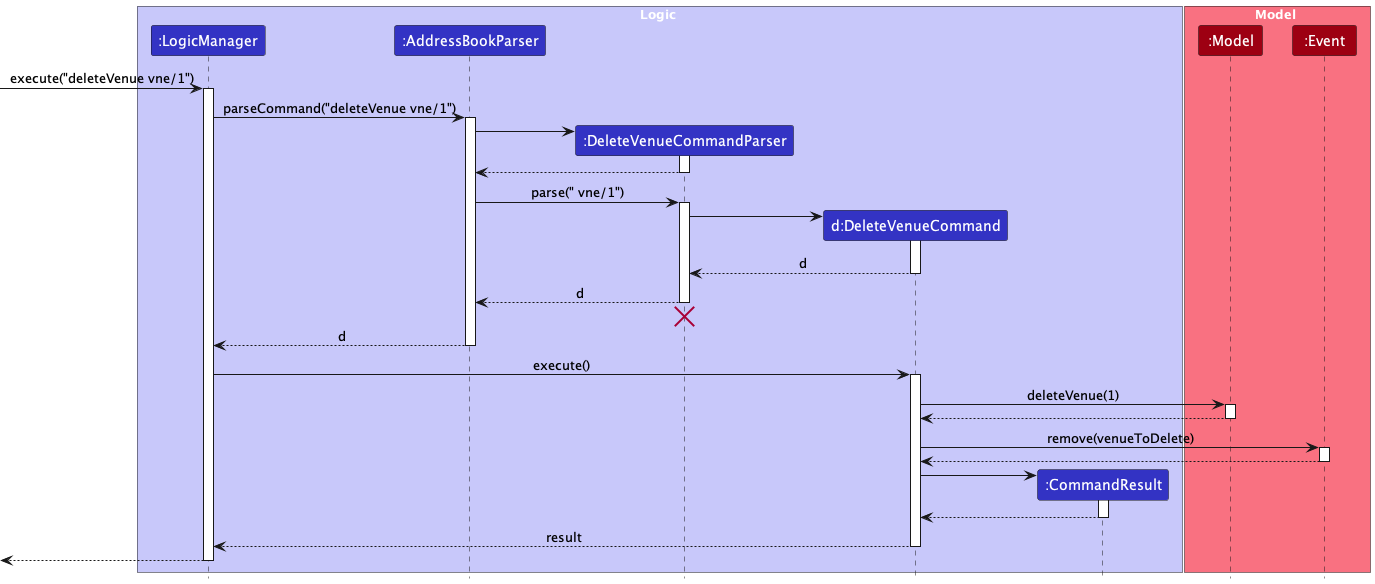 Logic
Model
:LogicManager
:AddressBookParser
:Model
:Event
execute("deleteVenue vne/1")
parseCommand("deleteVenue vne/1")
:DeleteVenueCommandParser
parse(" vne/1")
d:DeleteVenueCommand
d
d
d
execute()
deleteVenue(1)
remove(venueToDelete)
:CommandResult
result